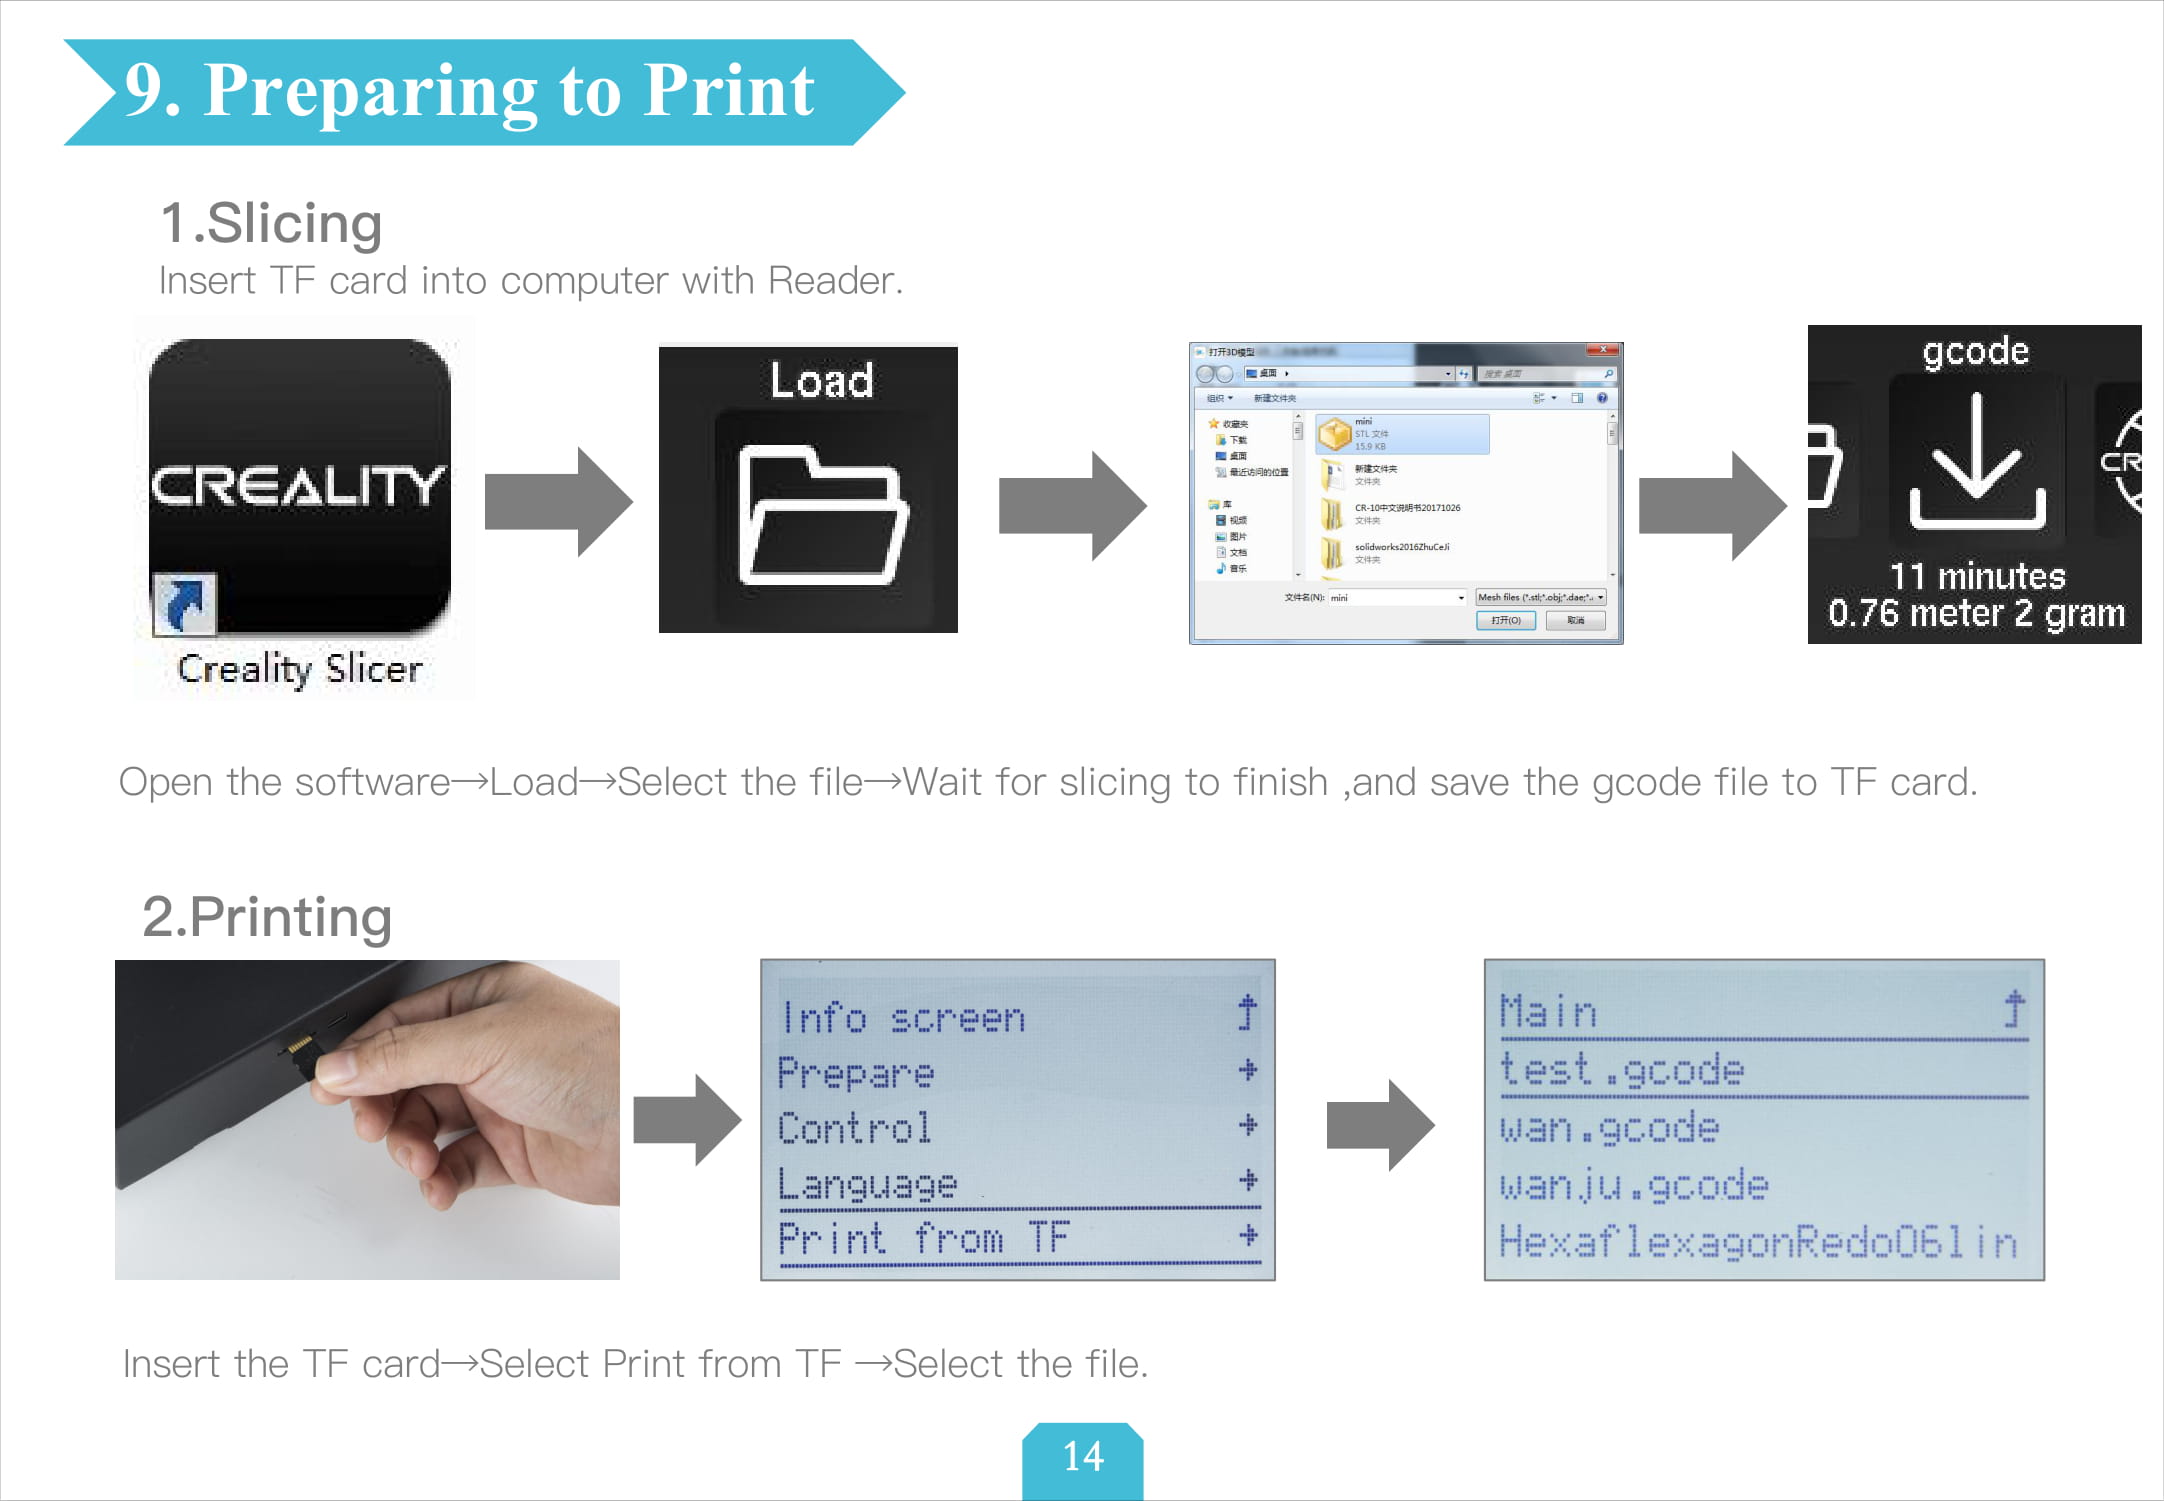 9. Preparing to Print
1.Slicing
Insert TF card into computer with Reader.
CREALITY
Creality Slicer
Load
打开3D模型
桌面
搜索 桌面
组织
新建文件夹
收藏夹
下载
桌面
最近访问的位置
库
视频
图片
文档
音乐
mini
STL 文件
15.9 KB
新建文件夹
文件夹
CR-10中文说明书20171026
文件夹
solidworks2016ZhuCeJi
文件夹
文件名(N): mini
Mesh files (*.stl;*.obj;*.dae;*..
打开(O) 取消
gcode
CR
11 minutes
0.76 meter 2 gram
Open the software→Load→Select the file→Wait for slicing to finish ,and save the gcode file to TF card.
2.Printing
Info screen
Prepare
Control
Language
Print from TF
Main
test.gcode
wan.gcode
wanju.gcode
HexaflexagonRedo06lin
Insert the TF card→Select Print from TF →Select the file.
14